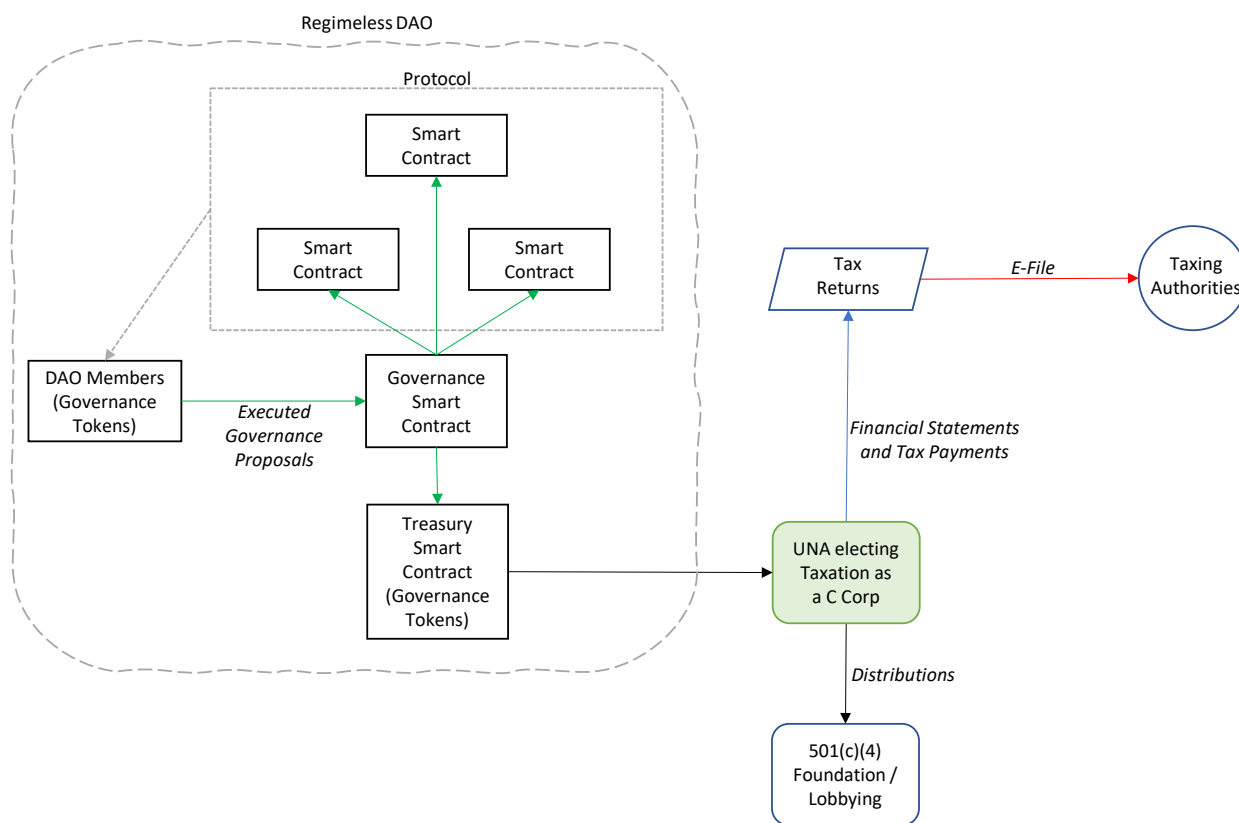 Regimeless DAO
Protocol
Smart
Contract
Smart
Contract
Smart
Contract
Tax
Returns
E-File
Taxing
Authorities
DAO Members
(Governance
Tokens)
Executed
Governance
Proposals
Governance
Smart
Contract
Financial Statements
and Tax Payments
Treasury
Smart
Contract
(Governance
Tokens)
UNA electing
Taxation as
a C Corp
Distributions
501(c)(4)
Foundation /
Lobbying